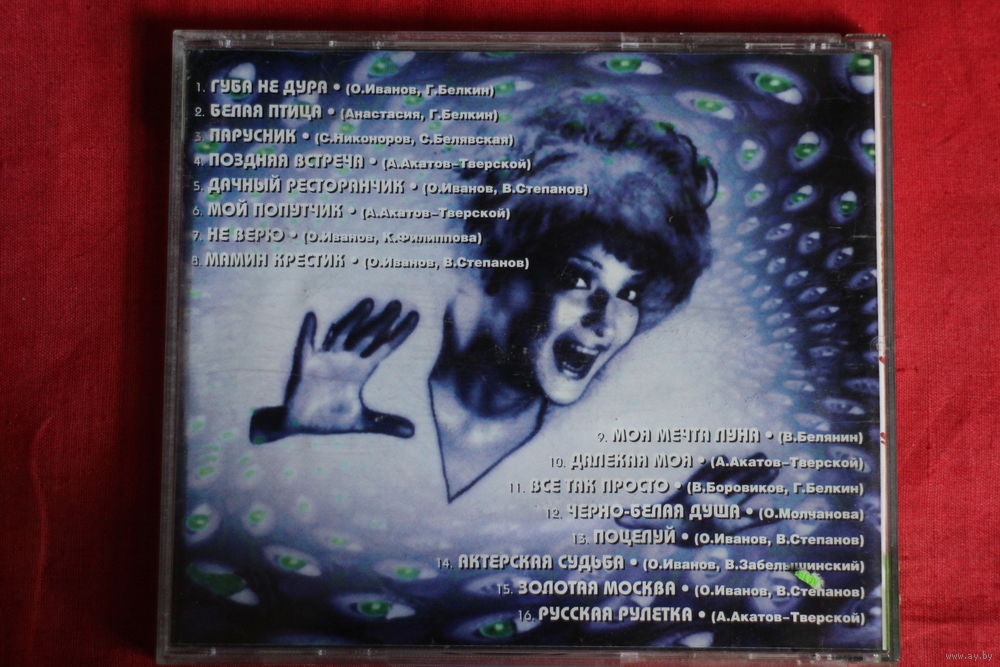 1. ГУБА НЕ ДУРА • (О.Иванов, Г.Белкин)
2. БЕЛАЯ ПТИЦА • (Анастасия, Г.Белкин)
3. ПАРУСНИК • (С.Никоноров, С.Белявская)
4. ПОЗДНАЯ ВСТРЕЧА • (А.Акатов-Тверской)
5. ДАЧНЫЙ РЕСТОРАНЧИК • (О.Иванов, В.Степанов)
6. МОЙ ПОПУТЧИК • (А.Акатов-Тверской)
7. НЕ ВЕРЮ • (О.Иванов, К.Филиппова)
8. МАМИН КРЕСТИК • (О.Иванов, В.Степанов)
9. МОЯ МЕЧТА ЛУНА • (В.Белянин)
10. ДАЛЕКАЯ МОЯ • (А.Акатов-Тверской)
11. ВСЕ ТАК ПРОСТО • (В.Боровиков, Г.Белкин)
12. ЧЕРНО-БЕЛАЯ ДУША • (О.Молчанова)
13. ПОЦЕЛУЙ • (О.Иванов, В.Степанов)
14. АКТЕРСКАЯ СУДЬБА • (О.Иванов, В.Забелышинский)
15. ЗОЛОТАЯ МОСКВА • (О.Иванов, В.Степанов)
16. РУССКАЯ РУЛЕТКА • (А.Акатов-Тверской)
www.ay.by